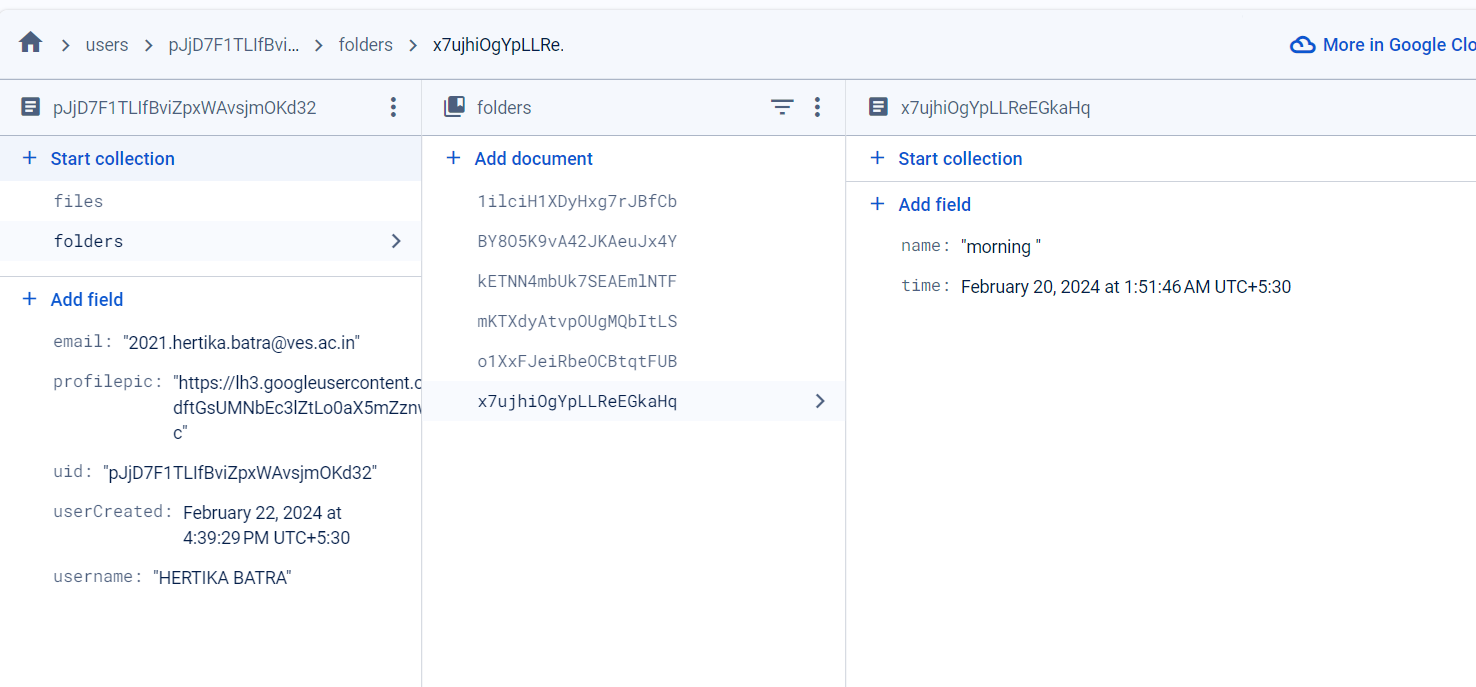 users > pJjD7F1TLIfBvi... > folders > x7ujhiOgYpLLRe.
More in Google Clo
pJjD7F1TLIfBviZpxWAvsjmOKd32
+ Start collection
files
folders
+ Add field
email: "2021.hertika.batra@ves.ac.in"
profilepic: "https://lh3.googleusercontent.c
dftGsUMNbEc3lZtLo0aX5mZznw
c"
uid: "pJjD7F1TLIfBviZpxWAvsjmOKd32"
userCreated: February 22, 2024 at
4:39:29 PM UTC+5:30
username: "HERTIKA BATRA"
folders
+ Add document
1ilciH1XDyHxg7rJBfCb
BY8O5K9vA42JKAeuJx4Y
kETNN4mbUk7SEAEmlNTF
mKTXdyAtvpOUgMQbItLS
o1XxFJeiRbeOCBtqtFUB
x7ujhiOgYpLLReEGkaHq
x7ujhiOgYpLLReEGkaHq
+ Start collection
+ Add field
name: "morning "
time: February 20, 2024 at 1:51:46 AM UTC+5:30